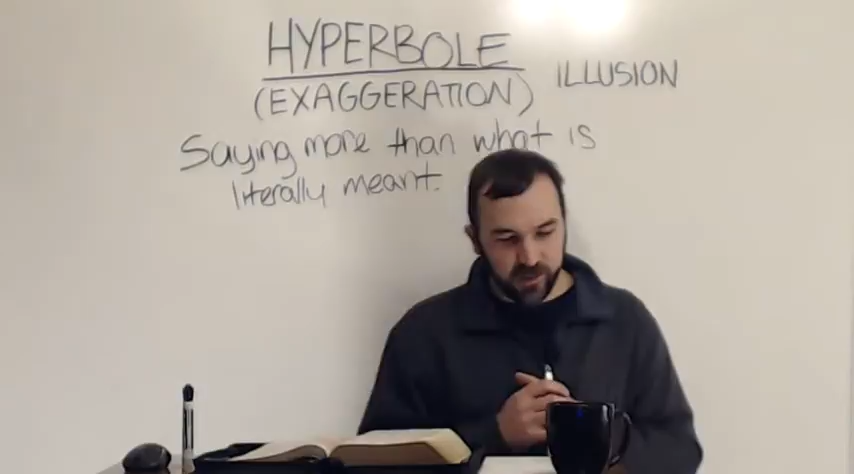 HYPERBOLE
(EXAGGERATION) ILLUSION
Saying more than what is
literally meant.